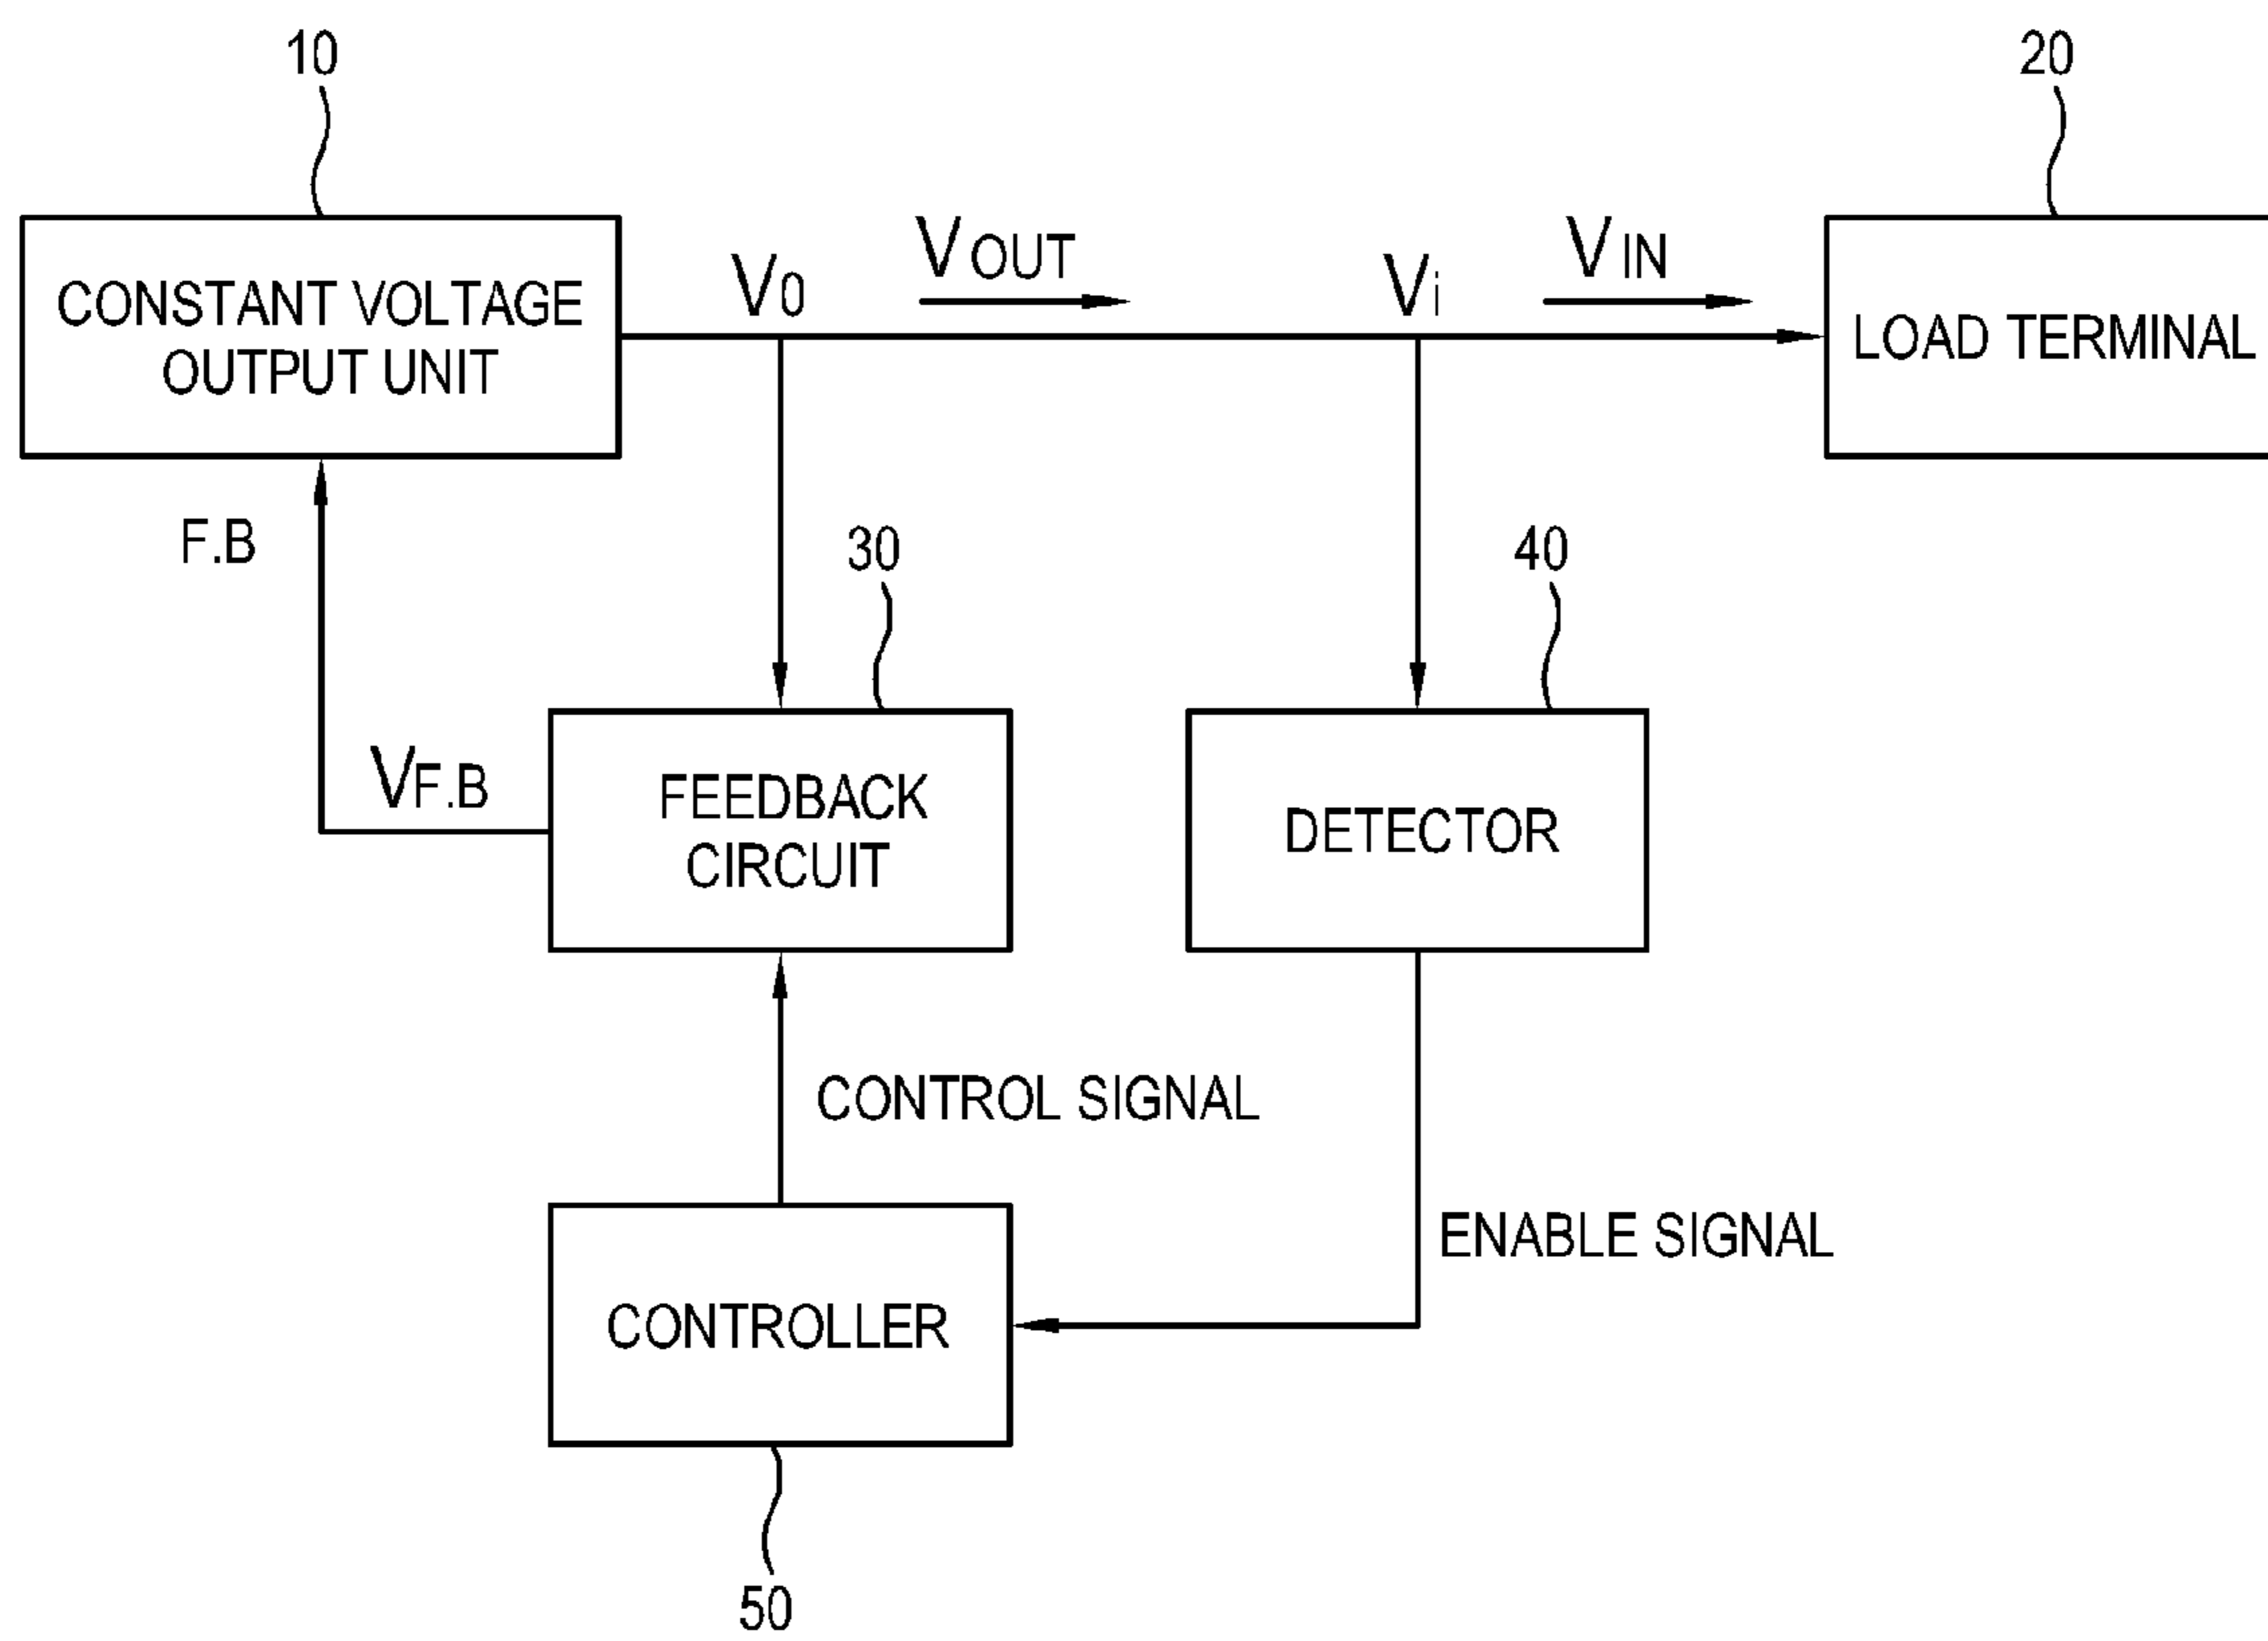 10
20
CONSTANT VOLTAGE
OUTPUT UNIT
V0
VOUT
Vi
VIN
LOAD TERMINAL
F.B
30
40
VF.B
FEEDBACK
CIRCUIT
DETECTOR
CONTROL SIGNAL
ENABLE SIGNAL
CONTROLLER
50